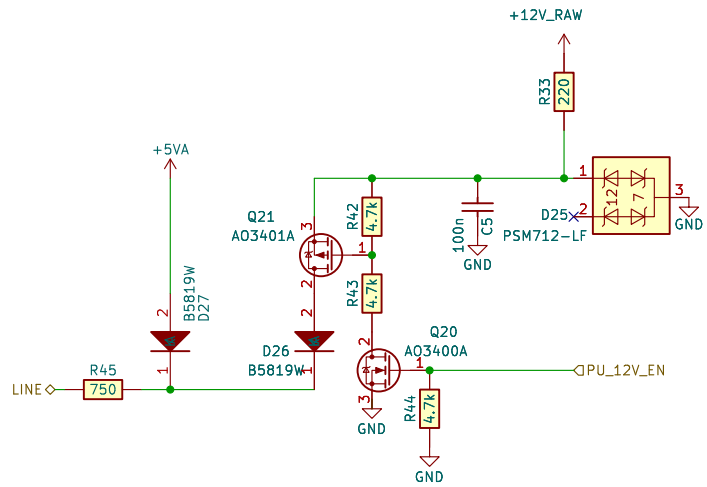 +12V_RAW
R33
220
+5VA
1
12
7
3
D25
2
PSM712-LF
GND
R42
4.7k
100n
C5
GND
Q21
AO3401A
3
1
2
R43
4.7k
2
B5819W
D27
2
D26
B5819W
1
1
Q20
AO3400A
2
1
3
GND
PU_12V_EN
R44
4.7k
GND
R45
750
LINE